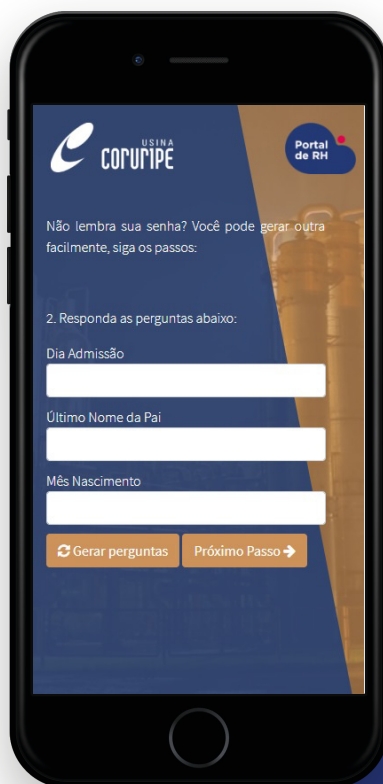 USINA
CORURIPE
Portal
de RH
Não lembra sua senha? Você pode gerar outra
facilmente, siga os passos:
2. Responda as perguntas abaixo:
Dia Admissão
Último Nome da Pai
Mês Nascimento
Gerar perguntas
Próximo Passo